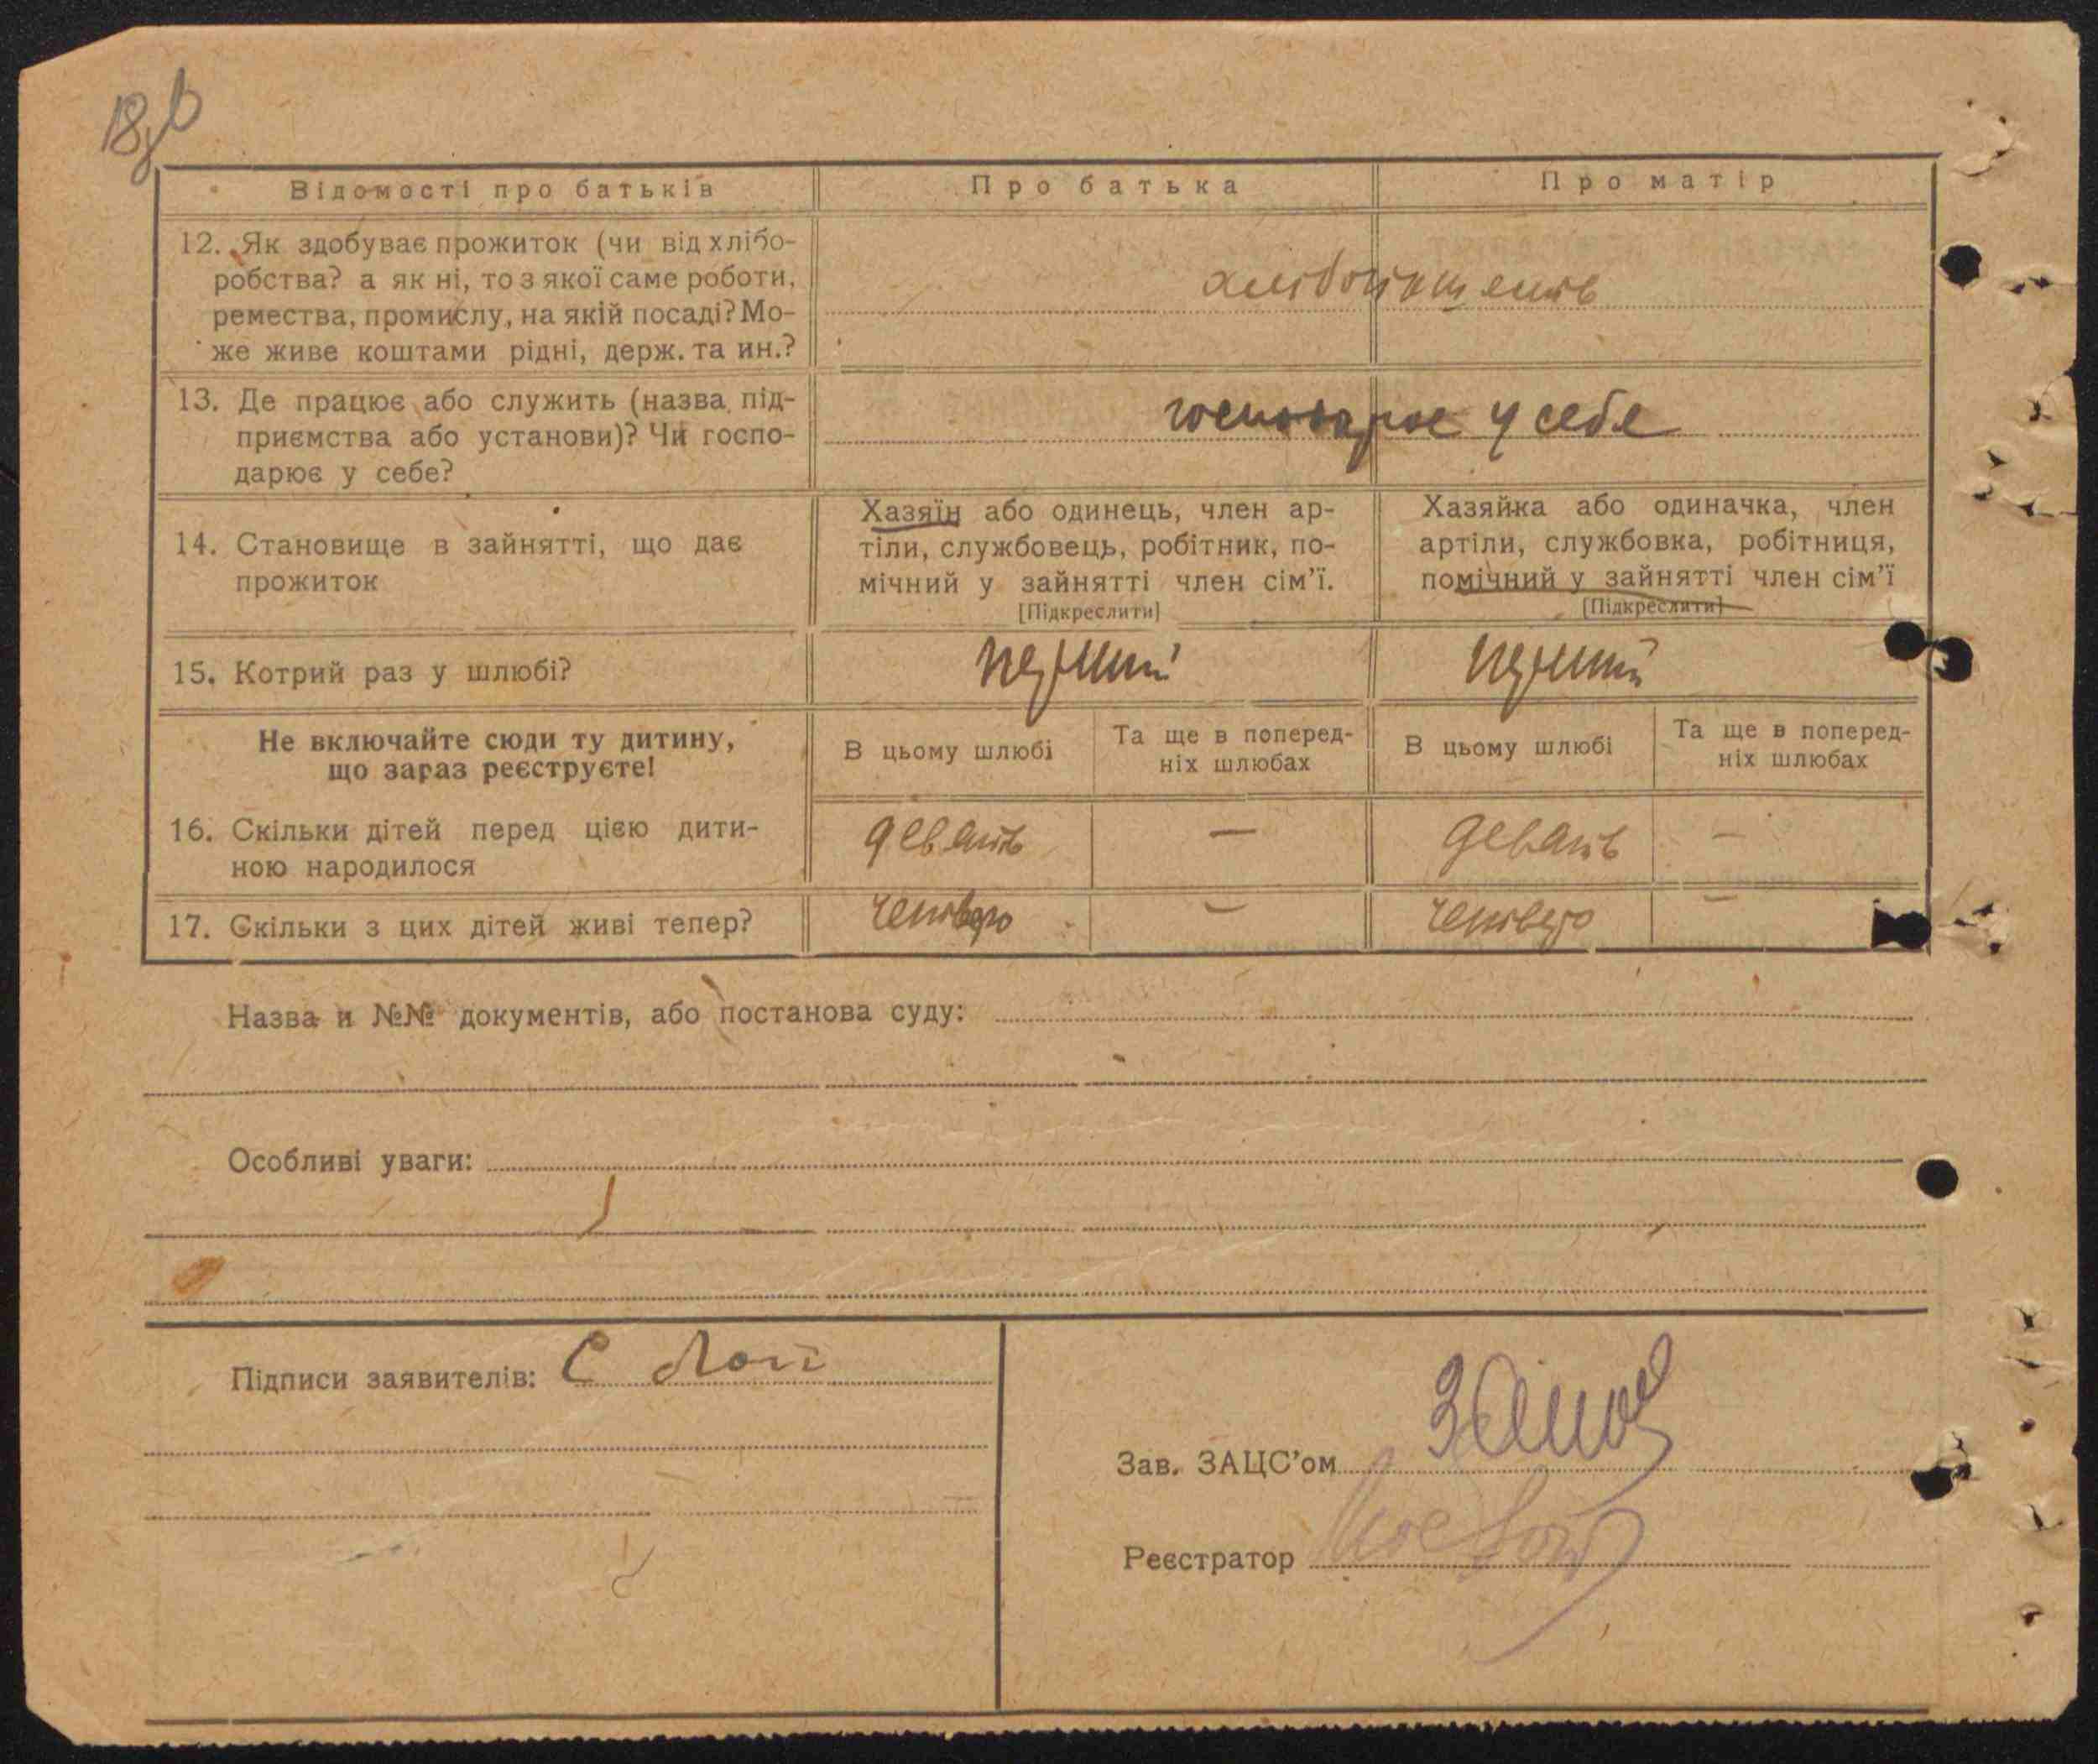 Відомості про батьків
Про батька
Про матір
12. Як здобуває прожиток (чи від хлібо-
робства? а як ні, то з якої саме роботи,
ремества, промислу, на якій посаді? Мо-
же живе коштами рідні, держ. та ин.?
13. Де працює або служить (назва під-
приємства або установи)? Чи госпо-
дарює у себе?
господарює у себе
14. Становище в зайнятті, що дає
прожиток
Хазяїн або одинець, член ар-
тіли, службовець, робітник, по-
мічний у зайнятті член сім'ї.
[Підкреслити]
Хазяйка або одиначка, член
артіли, службовка, робітниця,
помічний у зайнятті член сім'ї
[Підкреслити]
15. Котрий раз у шлюбі?
перший
перший
Не включайте сюди ту дитину,
що зараз реєструєте!
В цьому шлюбі
Та ще в поперед-
ніх шлюбах
В цьому шлюбі
Та ще в поперед-
ніх шлюбах
16. Скільки дітей перед цією дити-
ною народилося
девать
—
девать
—
17. Скільки з цих дітей живі тепер?
четверо
—
четверо
—
Назва и №№ документів, або постанова суду:
Особливі уваги:
Підписи заявителів: С
Зав. ЗАЦС'ом
Реєстратор